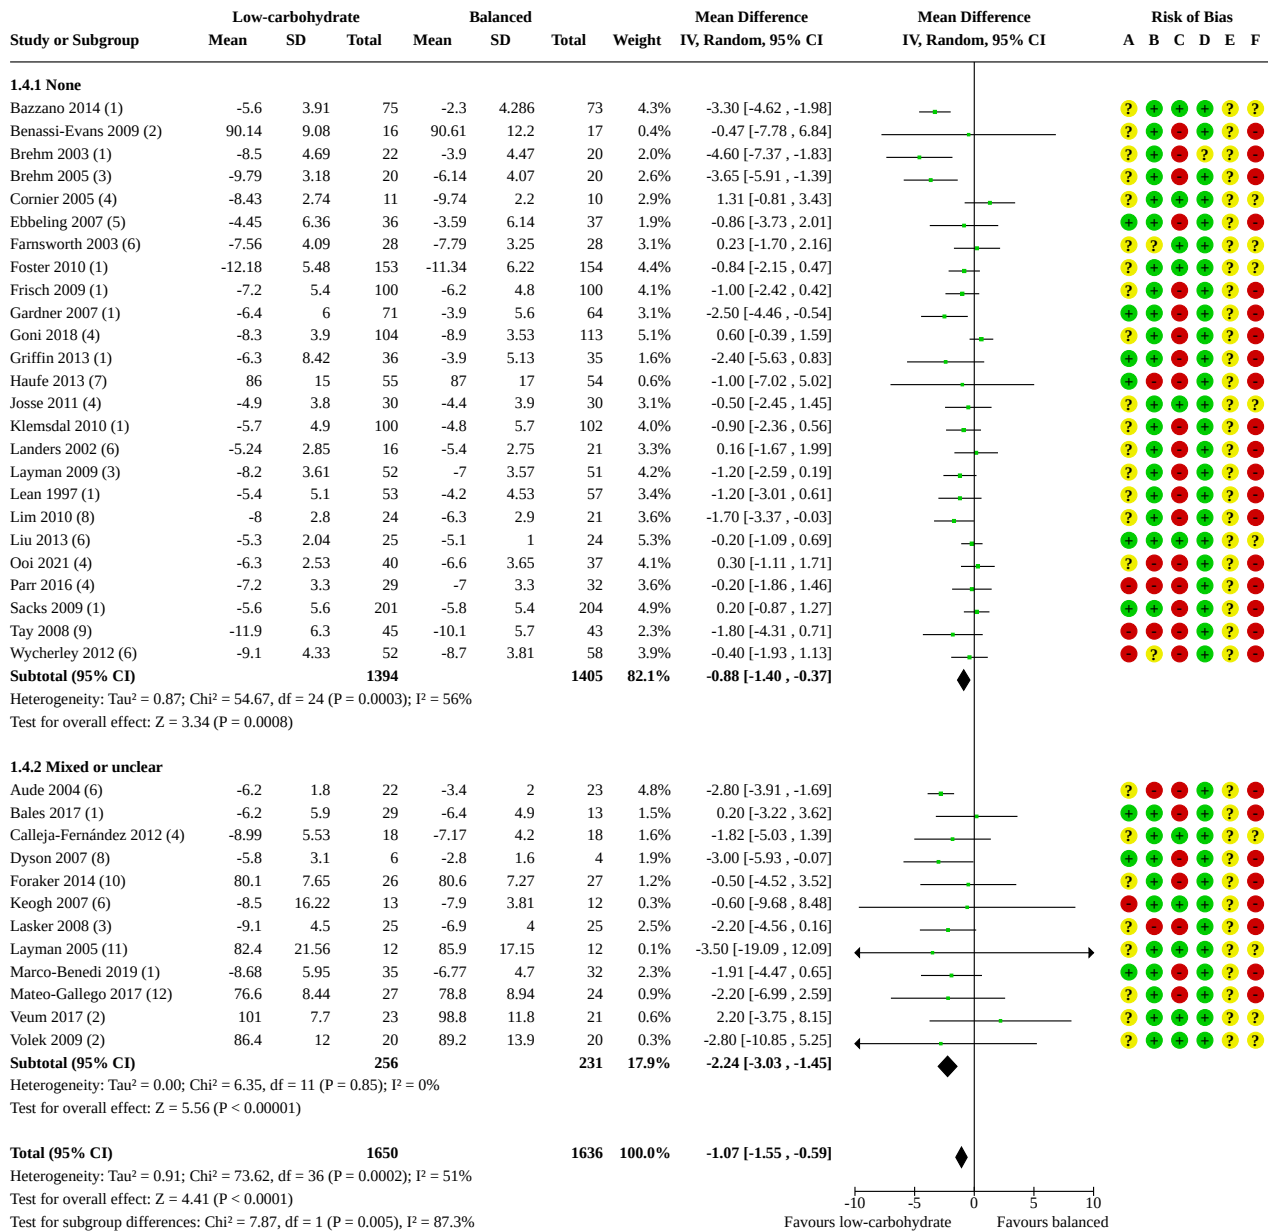 Low-carbohydrate Balanced Mean Difference Mean Difference Risk of Bias
Study or Subgroup Mean SD Total Mean SD Total Weight IV, Random, 95% CI IV, Random, 95% CI A B C D E F
1.4.1 None
Bazzano 2014 (1) -5.6 3.91 75 -2.3 4.286 73 4.3% -3.30 [-4.62 , -1.98] ? + + + ? ?
Benassi-Evans 2009 (2) 90.14 9.08 16 90.61 12.2 17 0.4% -0.47 [-7.78 , 6.84] ? + - + ? -
Brehm 2003 (1) -8.5 4.69 22 -3.9 4.47 20 2.0% -4.60 [-7.37 , -1.83] ? + - ? ? -
Brehm 2005 (3) -9.79 3.18 20 -6.14 4.07 20 2.6% -3.65 [-5.91 , -1.39] ? + - + ? -
Cornier 2005 (4) -8.43 2.74 11 -9.74 2.2 10 2.9% 1.31 [-0.81 , 3.43] ? + + + ? ?
Ebbeling 2007 (5) -4.45 6.36 36 -3.59 6.14 37 1.9% -0.86 [-3.73 , 2.01] + + - + ? -
Farnsworth 2003 (6) -7.56 4.09 28 -7.79 3.25 28 3.1% 0.23 [-1.70 , 2.16] ? ? + + ? ?
Foster 2010 (1) -12.18 5.48 153 -11.34 6.22 154 4.4% -0.84 [-2.15 , 0.47] ? + + + ? ?
Frisch 2009 (1) -7.2 5.4 100 -6.2 4.8 100 4.1% -1.00 [-2.42 , 0.42] ? + - + ? -
Gardner 2007 (1) -6.4 6 71 -3.9 5.6 64 3.1% -2.50 [-4.46 , -0.54] + + - + ? -
Goni 2018 (4) -8.3 3.9 104 -8.9 3.53 113 5.1% 0.60 [-0.39 , 1.59] ? + - + ? -
Griffin 2013 (1) -6.3 8.42 36 -3.9 5.13 35 1.6% -2.40 [-5.63 , 0.83] + + - + ? -
Haufe 2013 (7) 86 15 55 87 17 54 0.6% -1.00 [-7.02 , 5.02] + - - + ? -
Josse 2011 (4) -4.9 3.8 30 -4.4 3.9 30 3.1% -0.50 [-2.45 , 1.45] ? + + + ? ?
Klemsdal 2010 (1) -5.7 4.9 100 -4.8 5.7 102 4.0% -0.90 [-2.36 , 0.56] ? + - + ? -
Landers 2002 (6) -5.24 2.85 16 -5.4 2.75 21 3.3% 0.16 [-1.67 , 1.99] ? + - + ? -
Layman 2009 (3) -8.2 3.61 52 -7 3.57 51 4.2% -1.20 [-2.59 , 0.19] ? + - + ? -
Lean 1997 (1) -5.4 5.1 53 -4.2 4.53 57 3.4% -1.20 [-3.01 , 0.61] ? + - + ? -
Lim 2010 (8) -8 2.8 24 -6.3 2.9 21 3.6% -1.70 [-3.37 , -0.03] ? + - + ? -
Liu 2013 (6) -5.3 2.04 25 -5.1 1 24 5.3% -0.20 [-1.09 , 0.69] + + + + ? ?
Ooi 2021 (4) -6.3 2.53 40 -6.6 3.65 37 4.1% 0.30 [-1.11 , 1.71] ? - - + ? -
Parr 2016 (4) -7.2 3.3 29 -7 3.3 32 3.6% -0.20 [-1.86 , 1.46] - - - + ? -
Sacks 2009 (1) -5.6 5.6 201 -5.8 5.4 204 4.9% 0.20 [-0.87 , 1.27] + + - + ? -
Tay 2008 (9) -11.9 6.3 45 -10.1 5.7 43 2.3% -1.80 [-4.31 , 0.71] - - - + ? -
Wycherley 2012 (6) -9.1 4.33 52 -8.7 3.81 58 3.9% -0.40 [-1.93 , 1.13] - ? - + ? -
Subtotal (95% CI) 1394 1405 82.1% -0.88 [-1.40 , -0.37]
Heterogeneity: Tau² = 0.87; Chi² = 54.67, df = 24 (P = 0.0003); I² = 56%
Test for overall effect: Z = 3.34 (P = 0.0008)
1.4.2 Mixed or unclear
Aude 2004 (6) -6.2 1.8 22 -3.4 2 23 4.8% -2.80 [-3.91 , -1.69] ? - - + ? -
Bales 2017 (1) -6.2 5.9 29 -6.4 4.9 13 1.5% 0.20 [-3.22 , 3.62] + + - + ? -
Calleja-Fernández 2012 (4) -8.99 5.53 18 -7.17 4.2 18 1.6% -1.82 [-5.03 , 1.39] ? + + + ? ?
Dyson 2007 (8) -5.8 3.1 6 -2.8 1.6 4 1.9% -3.00 [-5.93 , -0.07] + + - + ? -
Foraker 2014 (10) 80.1 7.65 26 80.6 7.27 27 1.2% -0.50 [-4.52 , 3.52] ? + - + ? -
Keogh 2007 (6) -8.5 16.22 13 -7.9 3.81 12 0.3% -0.60 [-9.68 , 8.48] - + + + ? -
Lasker 2008 (3) -9.1 4.5 25 -6.9 4 25 2.5% -2.20 [-4.56 , 0.16] ? - - + ? -
Layman 2005 (11) 82.4 21.56 12 85.9 17.15 12 0.1% -3.50 [-19.09 , 12.09] ? + + + ? ?
Marco-Benedi 2019 (1) -8.68 5.95 35 -6.77 4.7 32 2.3% -1.91 [-4.47 , 0.65] + + - + ? -
Mateo-Gallego 2017 (12) 76.6 8.44 27 78.8 8.94 24 0.9% -2.20 [-6.99 , 2.59] ? + - + ? -
Veum 2017 (2) 101 7.7 23 98.8 11.8 21 0.6% 2.20 [-3.75 , 8.15] ? + + + ? ?
Volek 2009 (2) 86.4 12 20 89.2 13.9 20 0.3% -2.80 [-10.85 , 5.25] ? + + + ? ?
Subtotal (95% CI) 256 231 17.9% -2.24 [-3.03 , -1.45]
Heterogeneity: Tau² = 0.00; Chi² = 6.35, df = 11 (P = 0.85); I² = 0%
Test for overall effect: Z = 5.56 (P < 0.00001)
Total (95% CI) 1650 1636 100.0% -1.07 [-1.55 , -0.59]
Heterogeneity: Tau² = 0.91; Chi² = 73.62, df = 36 (P = 0.0002); I² = 51%
Test for overall effect: Z = 4.41 (P < 0.0001)
Test for subgroup differences: Chi² = 7.87, df = 1 (P = 0.005), I² = 87.3%
-10 -5 0 5 10
Favours low-carbohydrate Favours balanced